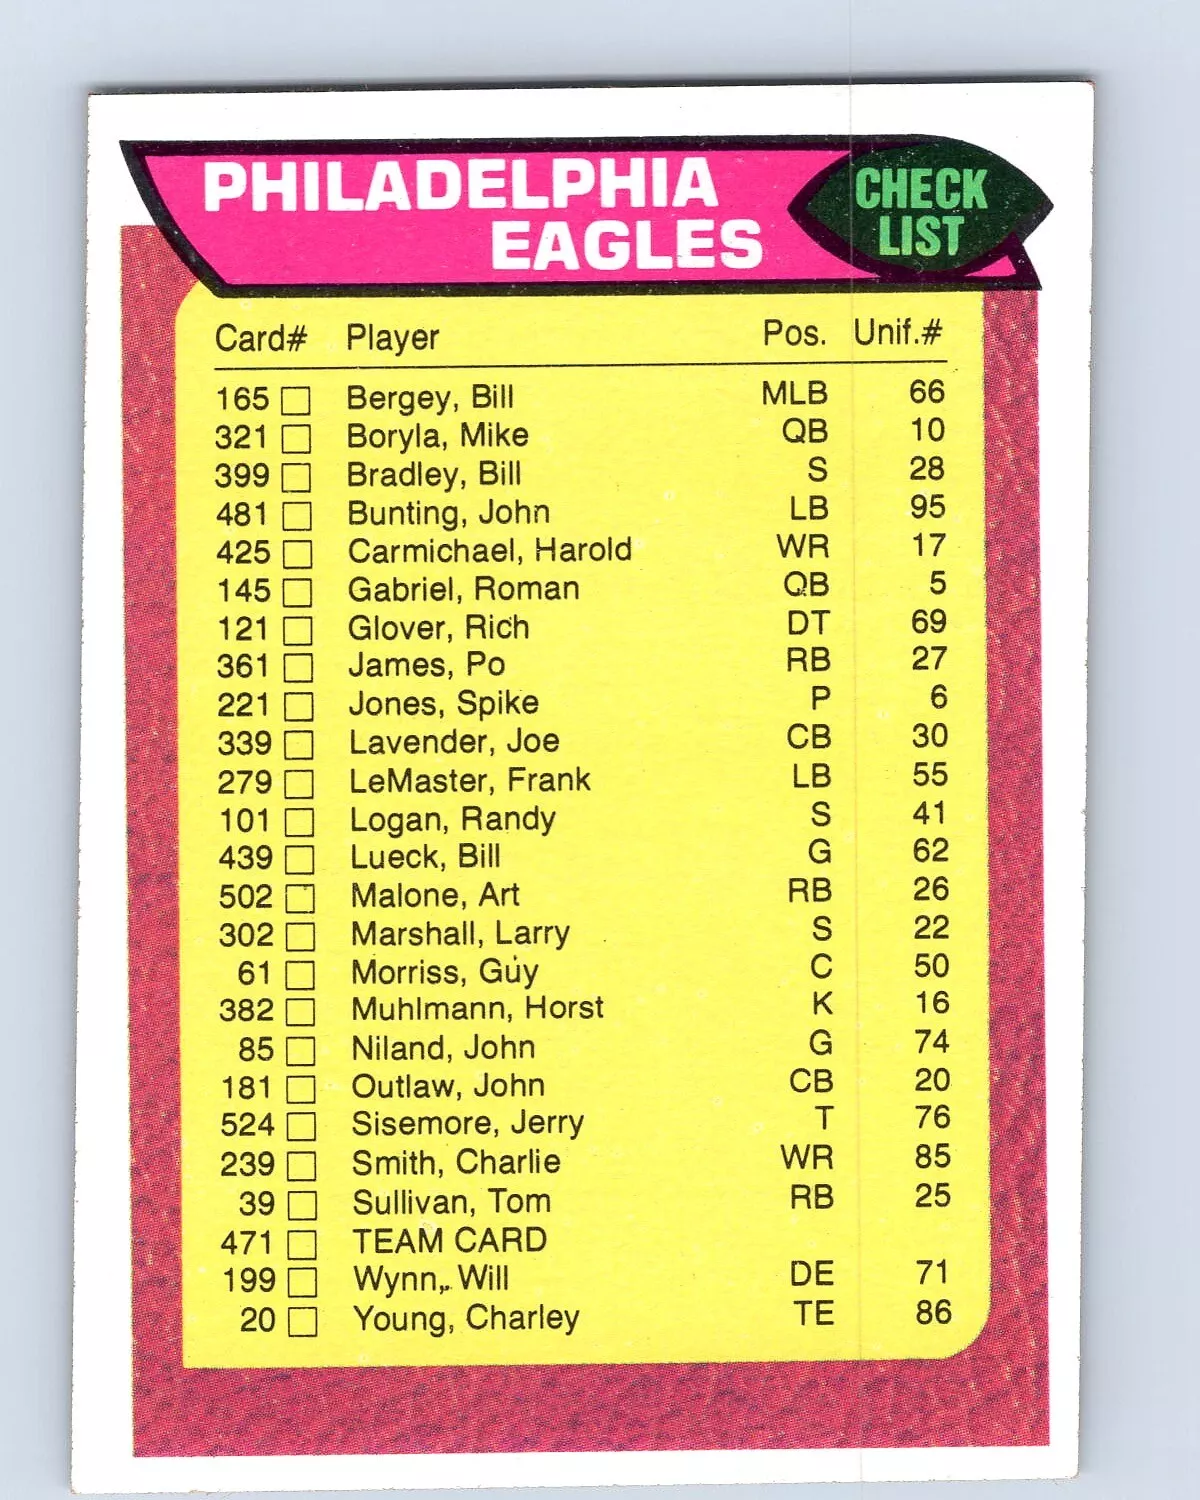 PHILADELPHIA
EAGLES
CHECK
LIST
Card# Player Pos. Unif.#
165 Bergey, Bill MLB 66
321 Boryla, Mike QB 10
399 Bradley, Bill S 28
481 Bunting, John LB 95
425 Carmichael, Harold WR 17
145 Gabriel, Roman QB 5
121 Glover, Rich DT 69
361 James, Po RB 27
221 Jones, Spike P 6
339 Lavender, Joe CB 30
279 LeMaster, Frank LB 55
101 Logan, Randy S 41
439 Lueck, Bill G 62
502 Malone, Art RB 26
302 Marshall, Larry S 22
61 Morriss, Guy C 50
382 Muhlmann, Horst K 16
85 Niland, John G 74
181 Outlaw, John CB 20
524 Sisemore, Jerry T 76
239 Smith, Charlie WR 85
39 Sullivan, Tom RB 25
471 TEAM CARD
199 Wynn, Will DE 71
20 Young, Charley TE 86